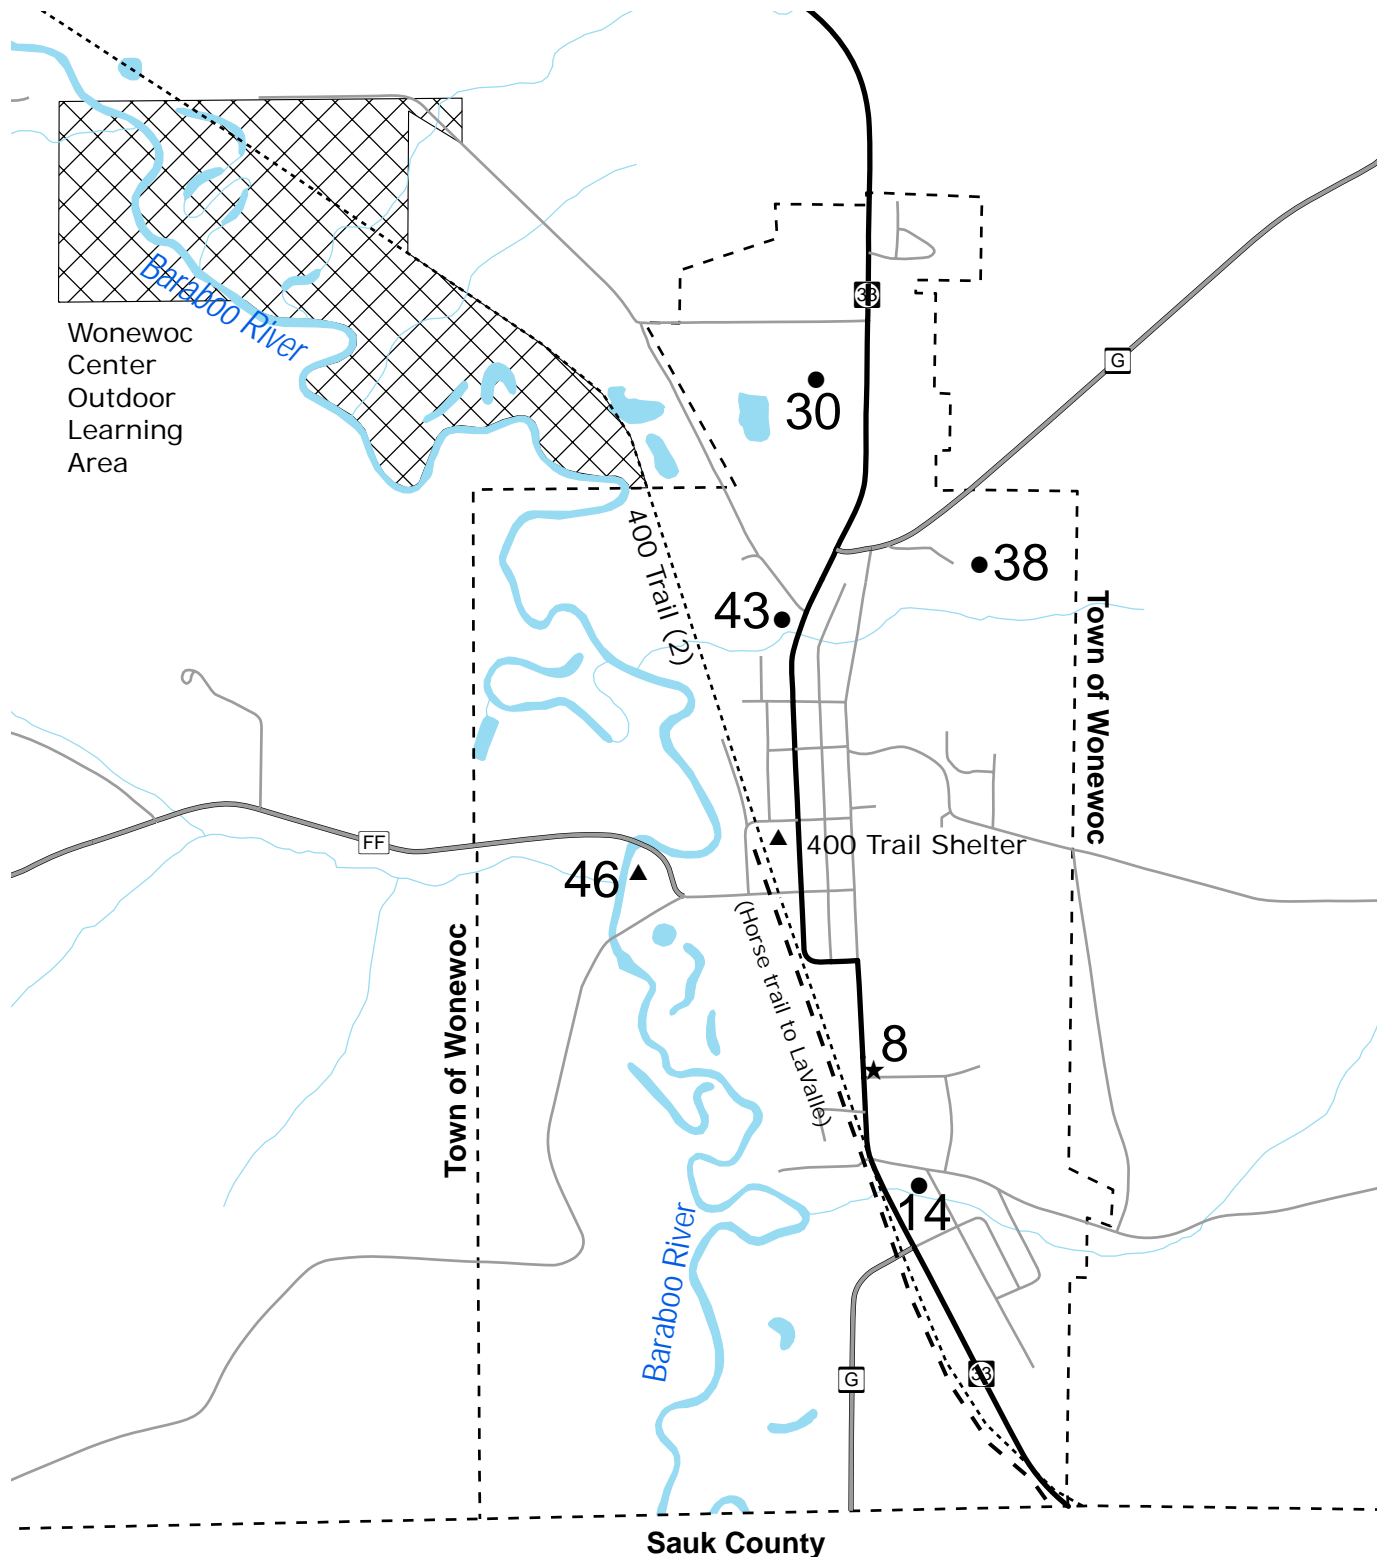 33
G
Baraboo River
Wonewoc
Center
Outdoor
Learning
Area
30
400 Trail (2)
38
43
Town of Wonewoc
FF
400 Trail Shelter
46
(Horse trail to LaValle)
Town of Wonewoc
8
14
Baraboo River
G
33
Sauk County